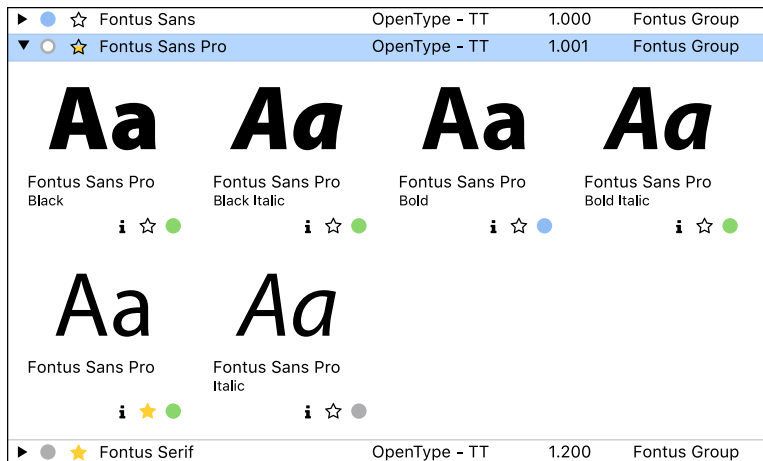 Fontus Sans OpenType - TT 1.000 Fontus Group
Fontus Sans Pro OpenType - TT 1.001 Fontus Group
Aa Aa Aa Aa
Fontus Sans Pro Fontus Sans Pro Fontus Sans Pro Fontus Sans Pro
Black Black Italic Bold Bold Italic
i i i i
Aa Aa
Fontus Sans Pro Fontus Sans Pro
Italic
i i
Fontus Serif OpenType - TT 1.200 Fontus Group